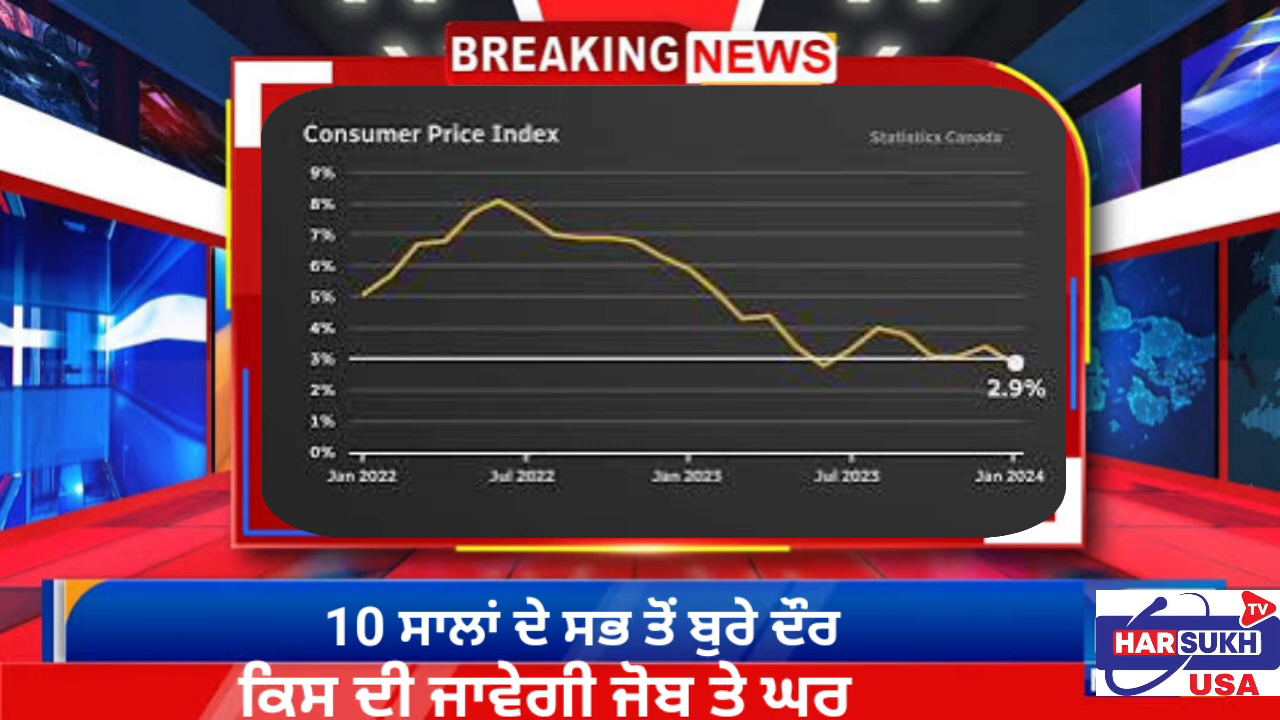 BREAKING NEWS
Consumer Price Index
Statistics Canada
9%
8%
7%
6%
5%
4%
3%
2%
1%
0%
2.9%
Jan 2022 Jul 2022 Jan 2023 Jul 2023 Jan 2024
10 ਸਾਲਾਂ ਦੇ ਸਭ ਤੋਂ ਬੁਰੇ ਦੌਰ
ਕਿਸ ਦੀ ਜਾਵੇਗੀ ਜੋਬ ਤੇ ਘਰ
TV
HARSUKH
USA